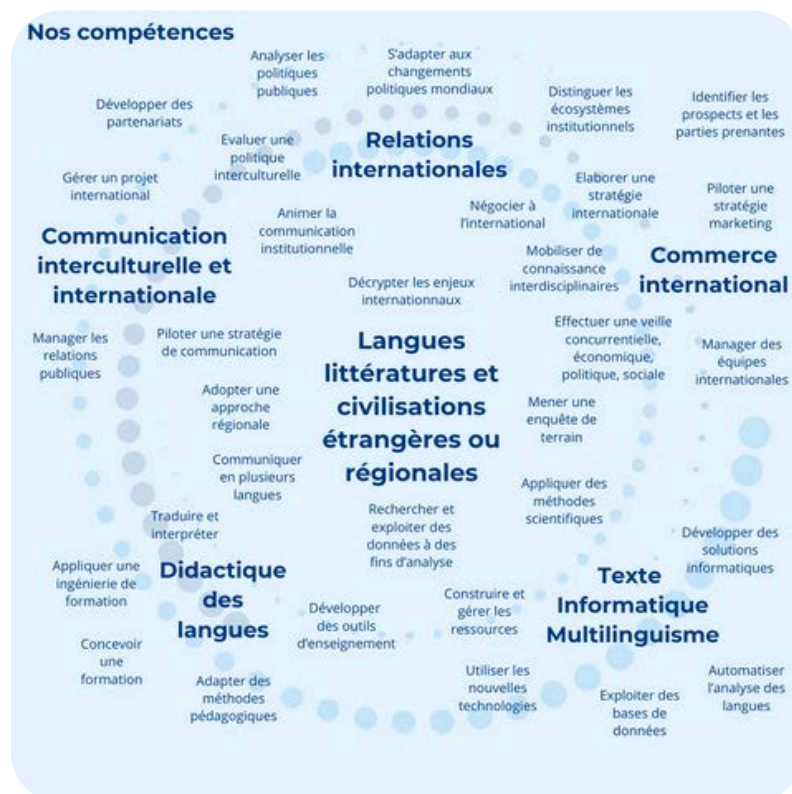 Nos compétences
Analyser les
politiques
publiques
S'adapter aux
changements
politiques mondiaux
Distinguer les
écosystèmes
institutionnels
Identifier les
prospects et les
parties prenantes
Développer des
partenariats
Evaluer une
politique
interculturelle
Relations
internationales
Gérer un projet
international
Elaborer une
stratégie
internationale
Piloter une
stratégie
marketing
Animer la
communication
institutionnelle
Négocier à
l'international
Communication
interculturelle et
internationale
Mobiliser de
connaissance
interdisciplinaires
Commerce
international
Décrypter les enjeux
internationnaux
Manager les
relations
publiques
Piloter une stratégie
de communication
Langues
littératures et
civilisations
étrangères ou
régionales
Effectuer une veille
concurrentielle,
économique,
politique, sociale
Manager des
équipes
internationales
Adopter une
approche
régionale
Mener une
enquête de
terrain
Communiquer
en plusieurs
langues
Appliquer des
méthodes
scientifiques
Traduire et
interpréter
Rechercher et
exploiter des
données à des
fins d'analyse
Développer des
solutions
informatiques
Appliquer une
ingénierie de
formation
Didactique
des
langues
Développer
des outils
d'enseignement
Construire et
gérer les
ressources
Texte
Informatique
Multilinguisme
Concevoir
une
formation
Adapter des
méthodes
pédagogiques
Utiliser les
nouvelles
technologies
Exploiter des
bases de
données
Automatiser
l'analyse des
langues